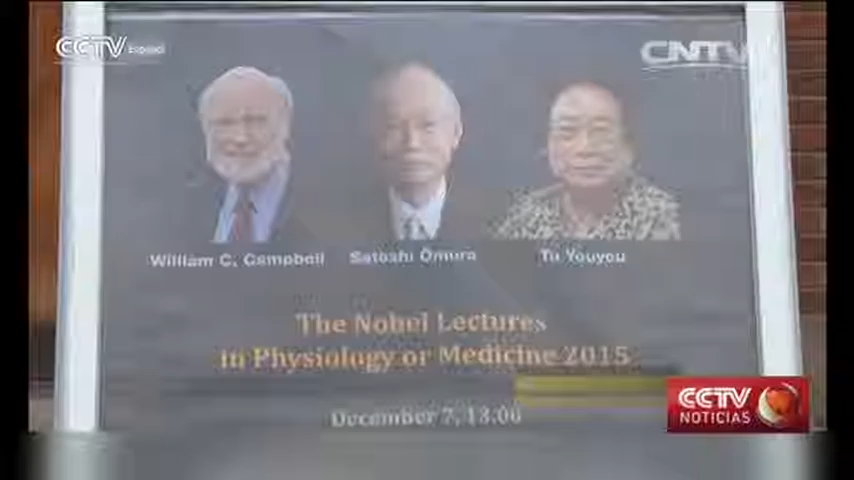 CCTV Español
CNTV
William C. Campbell Satoshi Ōmura Tu Youyou
The Nobel Lectures
in Physiology or Medicine 2015
December 7, 13.00
CCTV
NOTICIAS